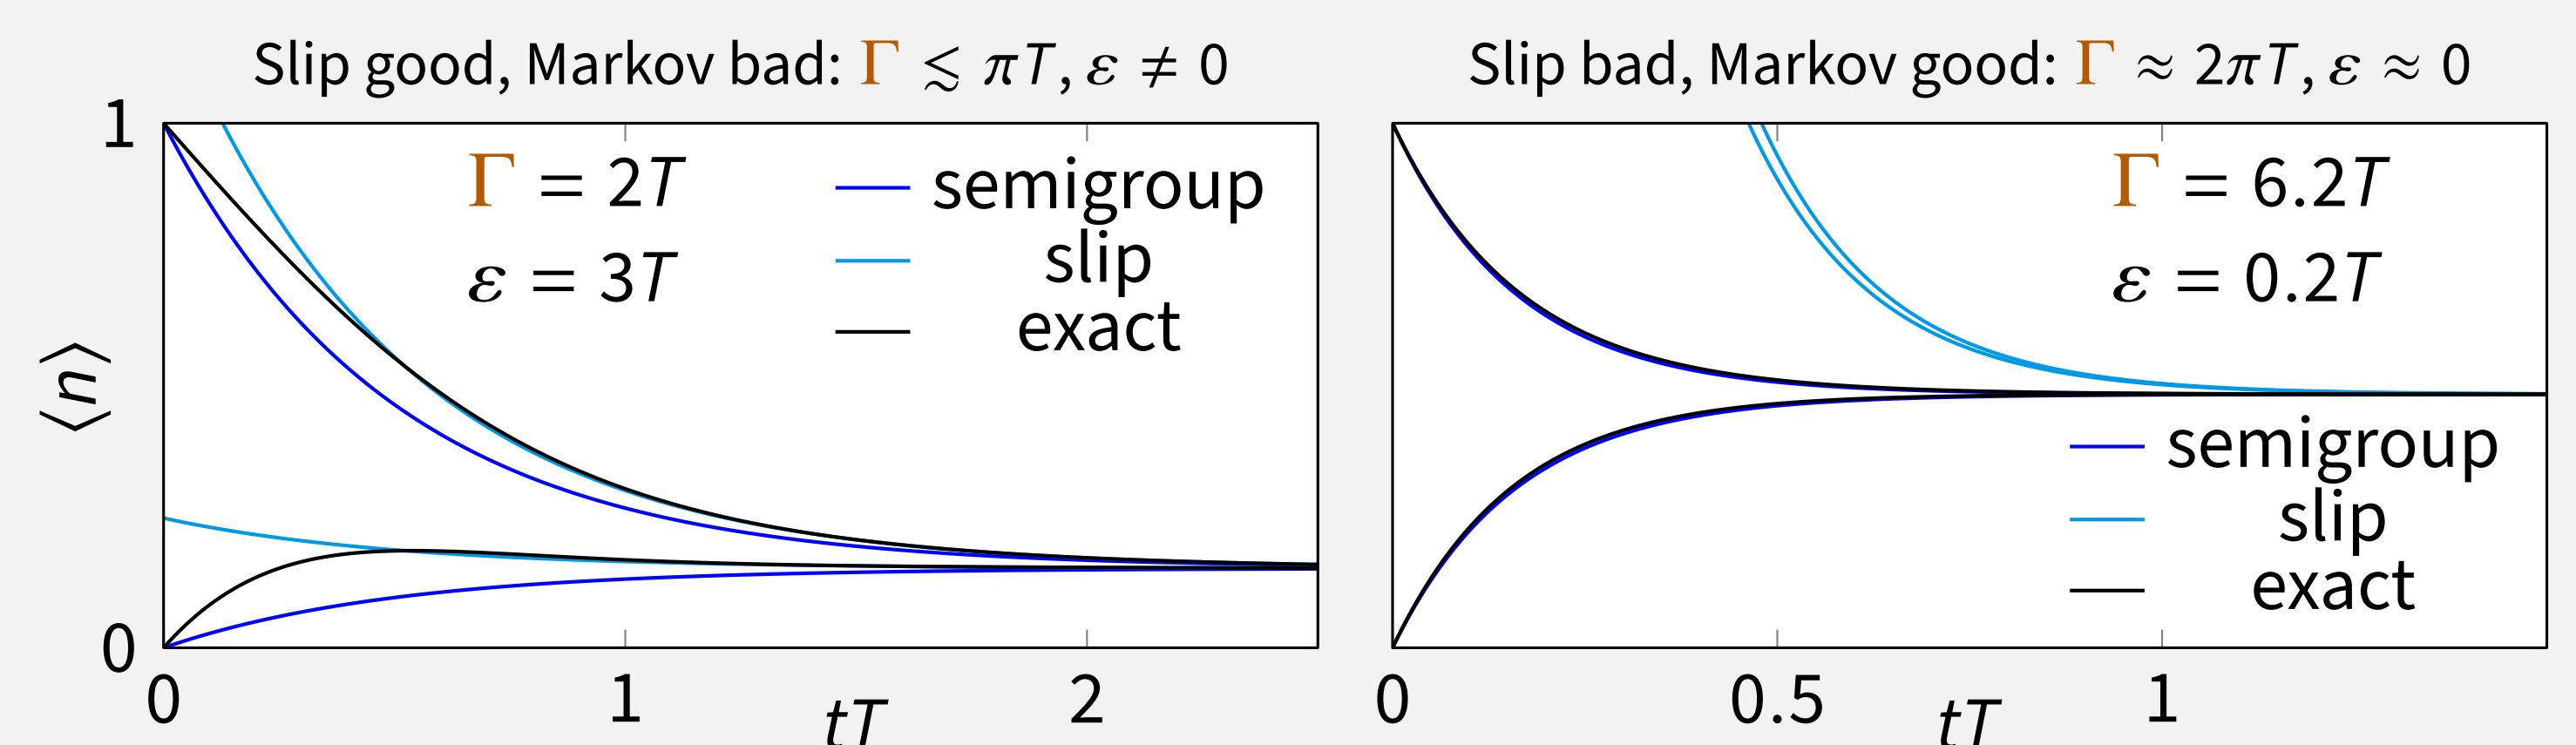 Slip good, Markov bad: Γ ≲ πT, ε ≠ 0
1
Γ = 2T
ε = 3T
semigroup
slip
exact
⟨n⟩
0
0
1
tT
2
Slip bad, Markov good: Γ ≈ 2πT, ε ≈ 0
Γ = 6.2T
ε = 0.2T
semigroup
slip
exact
0
0.5
tT
1